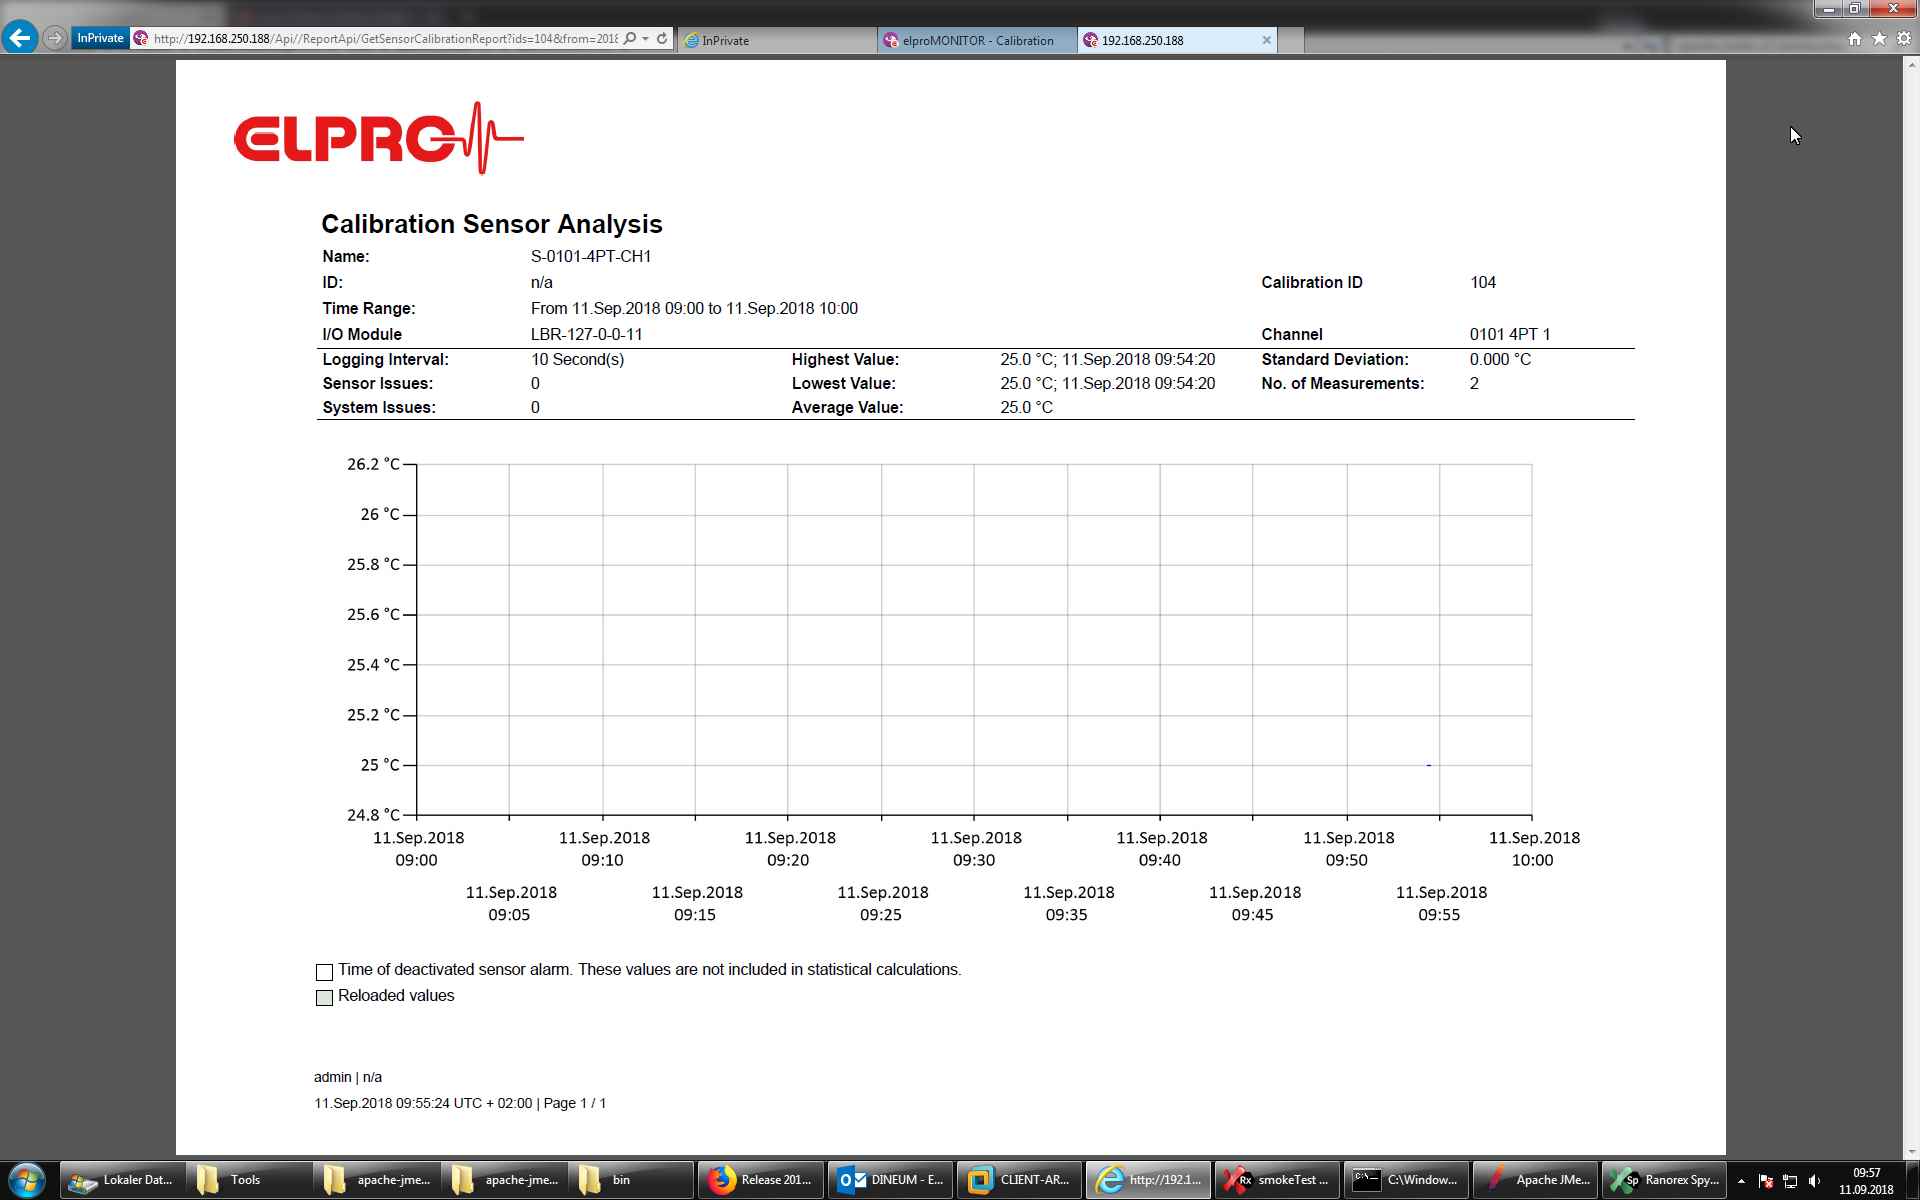 InPrivate http://192.168.250.188/Api//ReportApi/GetSensorCalibrationReport?ids=104&from=2018 InPrivate elproMONITOR - Calibration 192.168.250.188
ELPRO
Calibration Sensor Analysis
Name: S-0101-4PT-CH1
ID: n/a Calibration ID 104
Time Range: From 11.Sep.2018 09:00 to 11.Sep.2018 10:00
I/O Module LBR-127-0-0-11 Channel 0101 4PT 1
Logging Interval: 10 Second(s) Highest Value: 25.0 °C; 11.Sep.2018 09:54:20 Standard Deviation: 0.000 °C
Sensor Issues: 0 Lowest Value: 25.0 °C; 11.Sep.2018 09:54:20 No. of Measurements: 2
System Issues: 0 Average Value: 25.0 °C
26.2 °C
26 °C
25.8 °C
25.6 °C
25.4 °C
25.2 °C
25 °C
24.8 °C
11.Sep.2018 11.Sep.2018 11.Sep.2018 11.Sep.2018 11.Sep.2018 11.Sep.2018 11.Sep.2018
09:00 09:10 09:20 09:30 09:40 09:50 10:00
11.Sep.2018 11.Sep.2018 11.Sep.2018 11.Sep.2018 11.Sep.2018 11.Sep.2018
09:05 09:15 09:25 09:35 09:45 09:55
Time of deactivated sensor alarm. These values are not included in statistical calculations.
Reloaded values
admin | n/a
11.Sep.2018 09:55:24 UTC + 02:00 | Page 1 / 1
Lokaler Dat... Tools apache-jme... apache-jme... bin Release 201... DINEUM - E... CLIENT-AR... http://192.1... smokeTest ... C:\Window... Apache JMe... Ranorex Spy... 09:57
11.09.2018